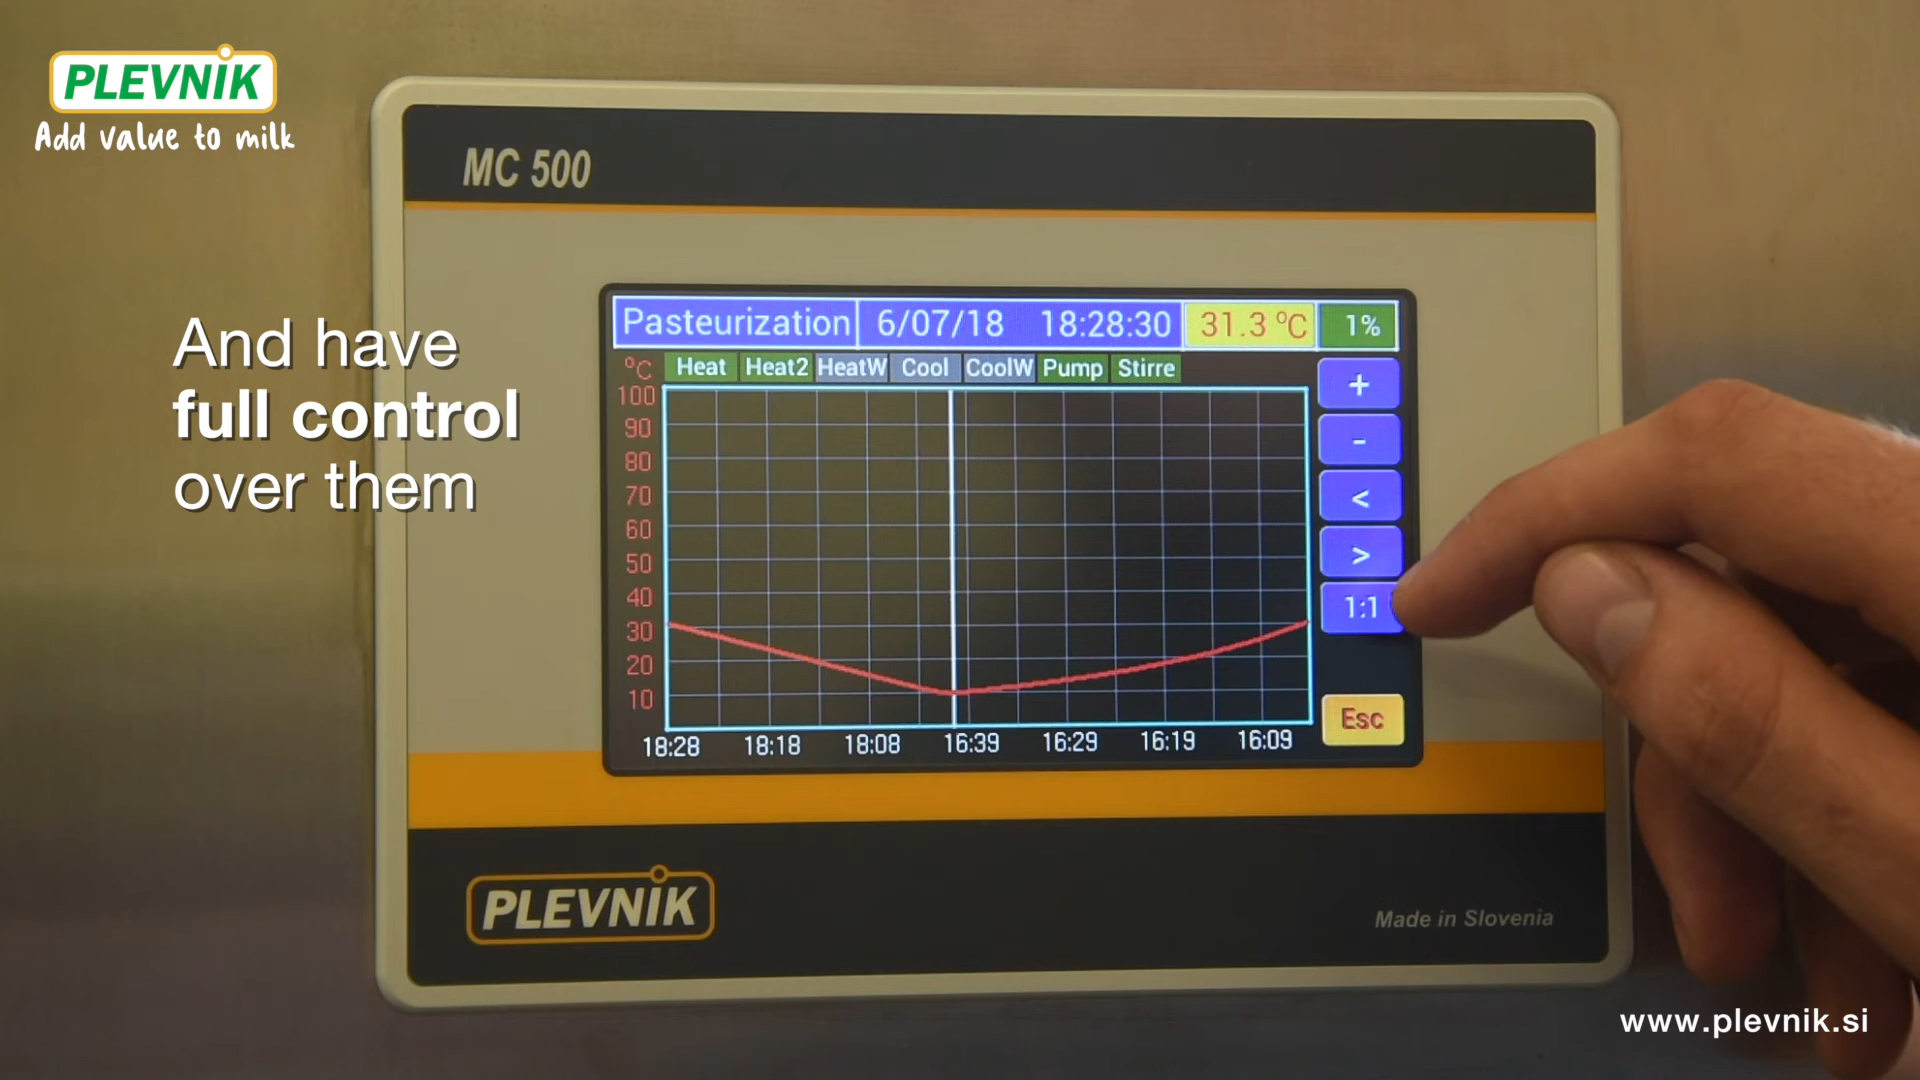 PLEVNIK
Add value to milk
MC 500
And have
full control
over them
Pasteurization 6/07/18 18:28:30 31.3 °C 1%
°C Heat Heat2 HeatW Cool CoolW Pump Stirre
100
90
80
70
60
50
40
30
20
10
18:28 18:18 18:08 16:39 16:29 16:19 16:09
+
-
<
>
1:1
Esc
PLEVNIK
Made in Slovenia
www.plevnik.si